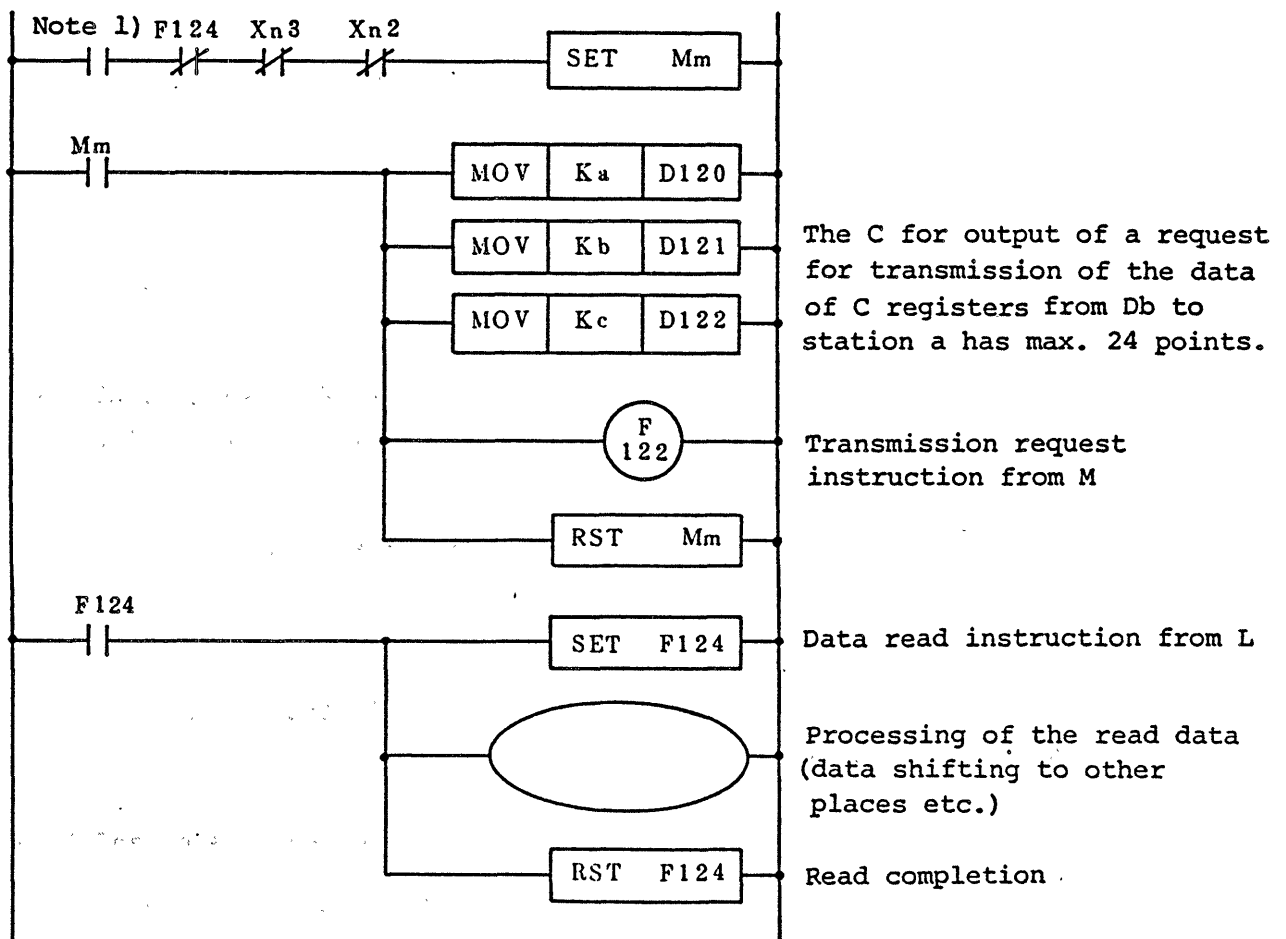 Note 1) F124 Xn3 Xn2
SET Mm
Mm
MOV Ka D120
MOV Kb D121
MOV Kc D122
The C for output of a request
for transmission of the data
of C registers from Db to
station a has max. 24 points.
F
122
Transmission request
instruction from M
RST Mm
F124
SET F124
Data read instruction from L
Processing of the read data
(data shifting to other
places etc.)
RST F124
Read completion